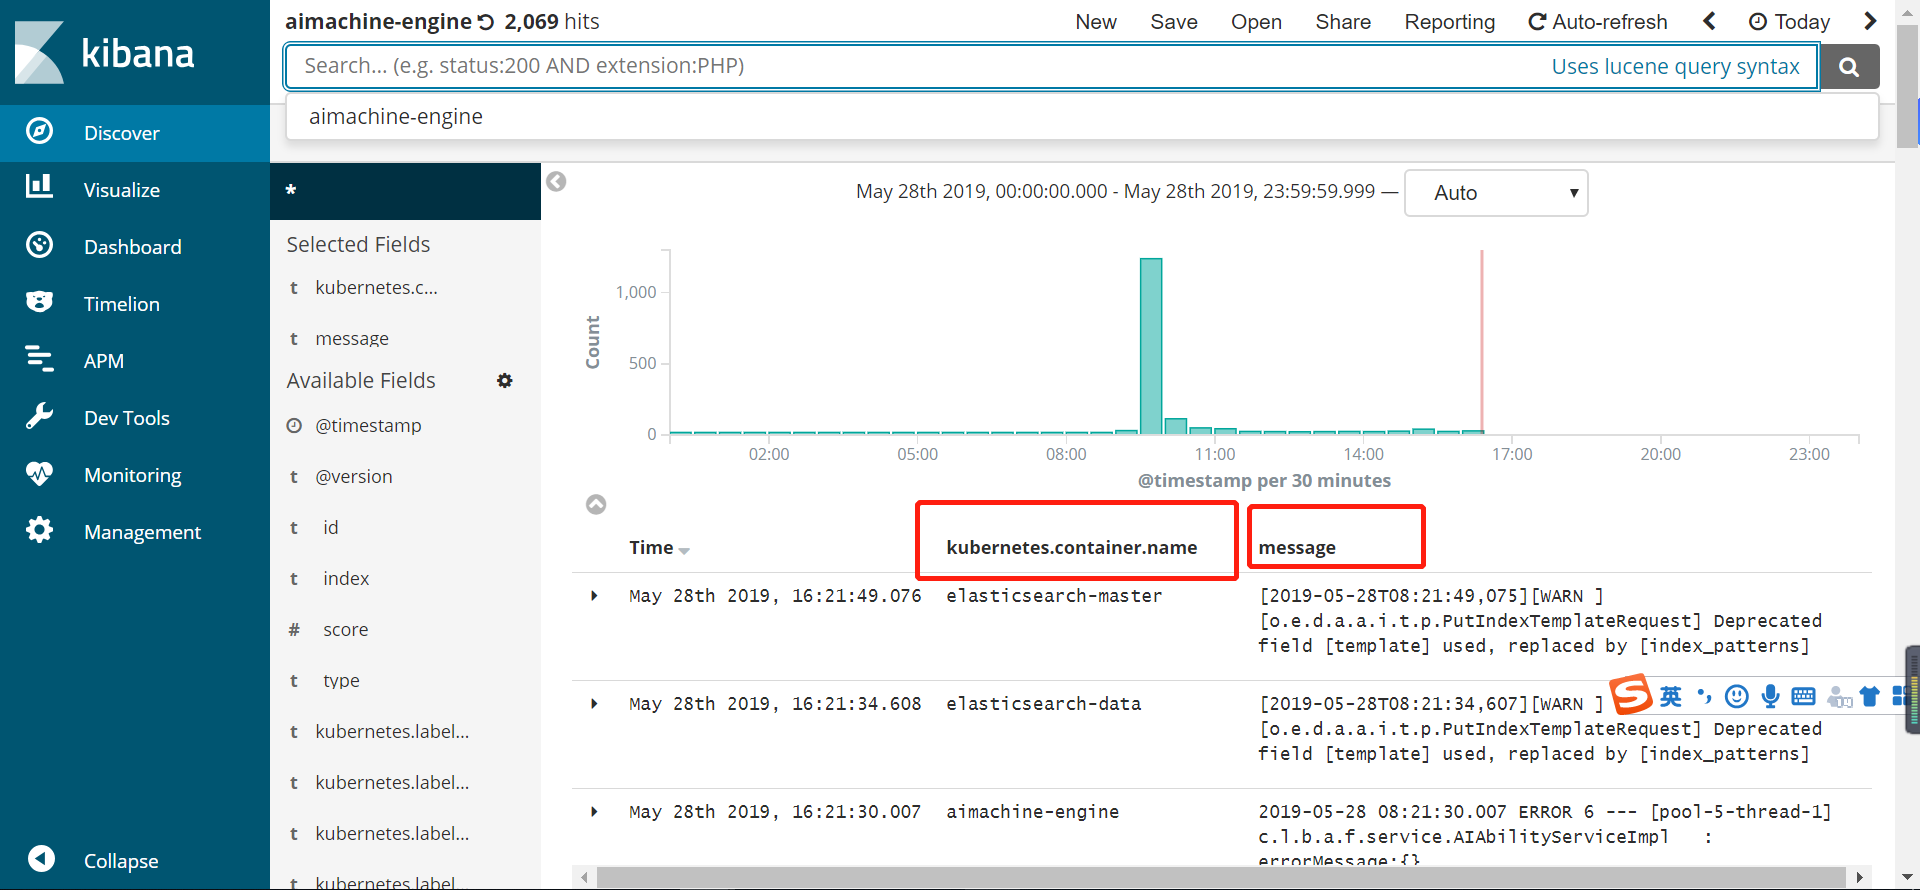 kibana
Discover
Visualize
Dashboard
Timelion
APM
Dev Tools
Monitoring
Management
Collapse
aimachine-engine 2,069 hits
New Save Open Share Reporting Auto-refresh Today
Search... (e.g. status:200 AND extension:PHP) Uses lucene query syntax
aimachine-engine
*
Selected Fields
t kubernetes.c...
t message
Available Fields
@timestamp
t @version
t id
t index
# score
t type
t kubernetes.label...
t kubernetes.label...
t kubernetes.label...
t kubernetes.label...
May 28th 2019, 00:00:00.000 - May 28th 2019, 23:59:59.999 — Auto
Count
1,000
500
0
02:00 05:00 08:00 11:00 14:00 17:00 20:00 23:00
@timestamp per 30 minutes
Time kubernetes.container.name message
May 28th 2019, 16:21:49.076 elasticsearch-master [2019-05-28T08:21:49,075][WARN ]
[o.e.d.a.a.i.t.p.PutIndexTemplateRequest] Deprecated
field [template] used, replaced by [index_patterns]
May 28th 2019, 16:21:34.608 elasticsearch-data [2019-05-28T08:21:34,607][WARN ]
[o.e.d.a.a.i.t.p.PutIndexTemplateRequest] Deprecated
field [template] used, replaced by [index_patterns]
May 28th 2019, 16:21:30.007 aimachine-engine 2019-05-28 08:21:30.007 ERROR 6 --- [pool-5-thread-1]
c.l.b.a.f.service.AIAbilityServiceImpl :
errorMessage:{}
S 英